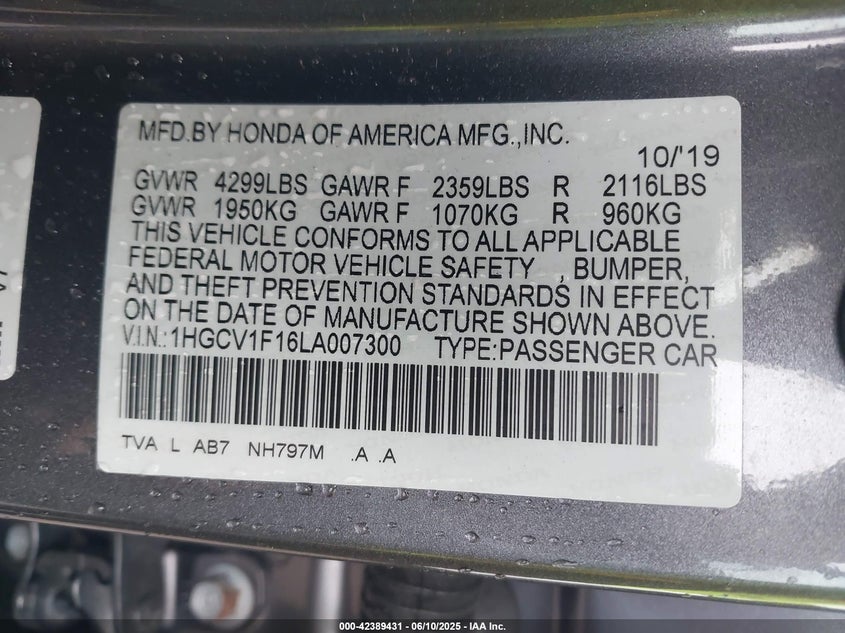 MFD.BY HONDA OF AMERICA MFG.,INC.
10/'19
GVWR 4299LBS GAWR F 2359LBS R 2116LBS
GVWR 1950KG GAWR F 1070KG R 960KG
THIS VEHICLE CONFORMS TO ALL APPLICABLE
FEDERAL MOTOR VEHICLE SAFETY , BUMPER,
AND THEFT PREVENTION STANDARDS IN EFFECT
ON THE DATE OF MANUFACTURE SHOWN ABOVE.
V.I.N.:1HGCV1F16LA007300 TYPE:PASSENGER CAR
TVA L AB7 NH797M .A .A
000-42389431 - 06/10/2025 - IAA Inc.